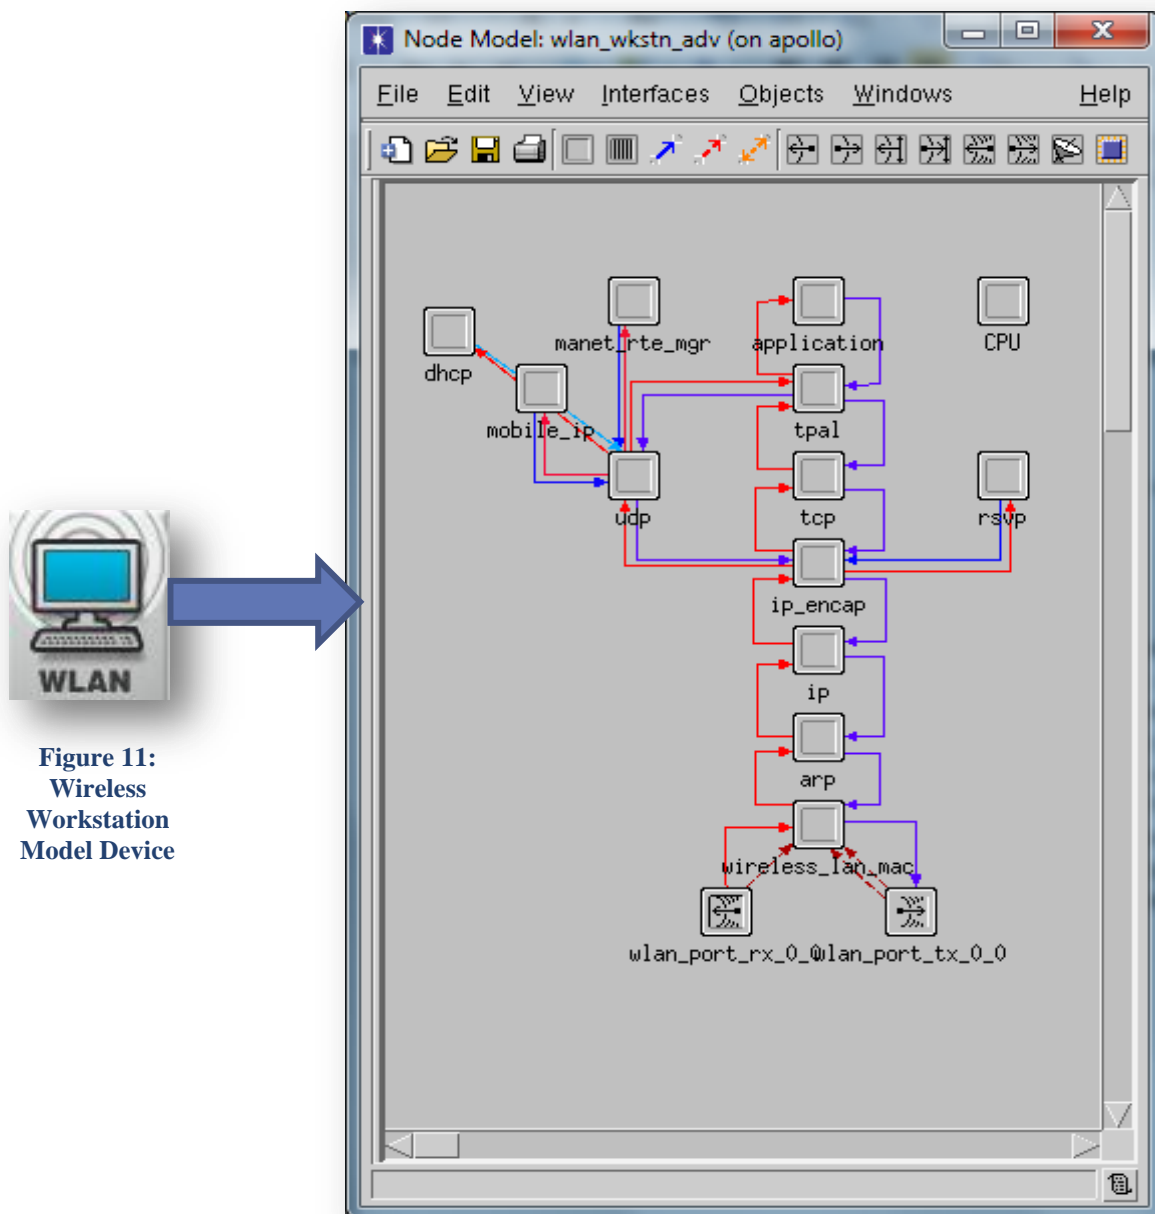 Node Model: wlan_wkstn_adv (on apollo)
File Edit View Interfaces Objects Windows Help
manet_rte_mgr
application
CPU
dhcp
mobile_ip
tpal
udp
tcp
rsvp
ip_encap
WLAN
ip
Figure 11:
Wireless
Workstation
Model Device
arp
wireless_lan_mac
wlan_port_rx_0_0
wlan_port_tx_0_0